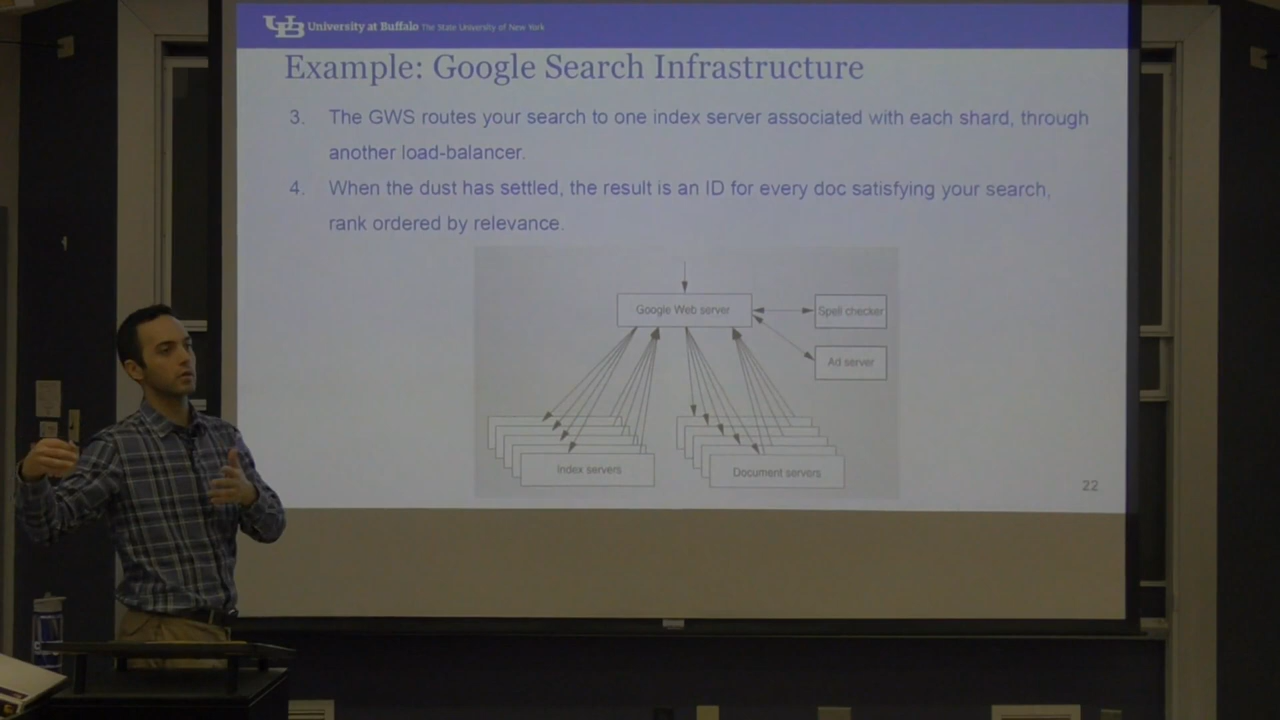 UB University at Buffalo The State University of New York
Example: Google Search Infrastructure
3. The GWS routes your search to one index server associated with each shard, through
another load-balancer.
4. When the dust has settled, the result is an ID for every doc satisfying your search,
rank ordered by relevance.
Google Web server
Spell checker
Ad server
Index servers
Document servers
22